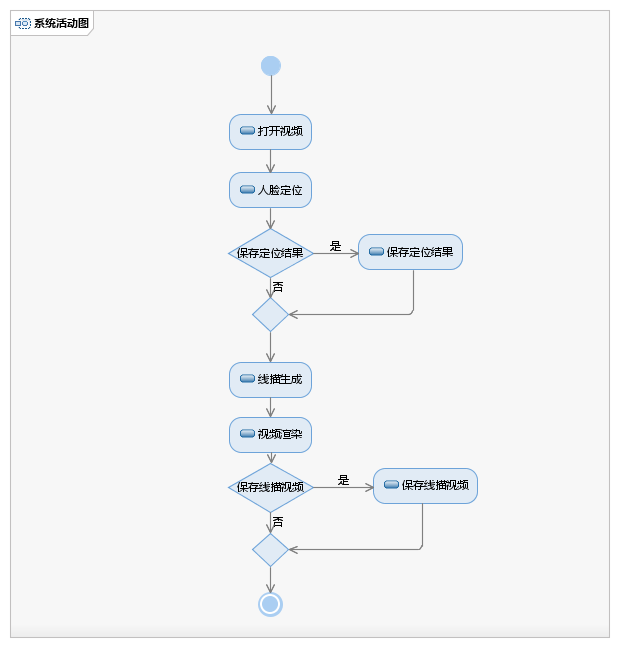 系统活动图
打开视频
人脸定位
保存定位结果
是
保存定位结果
否
线描生成
视频渲染
保存线描视频
是
保存线描视频
否